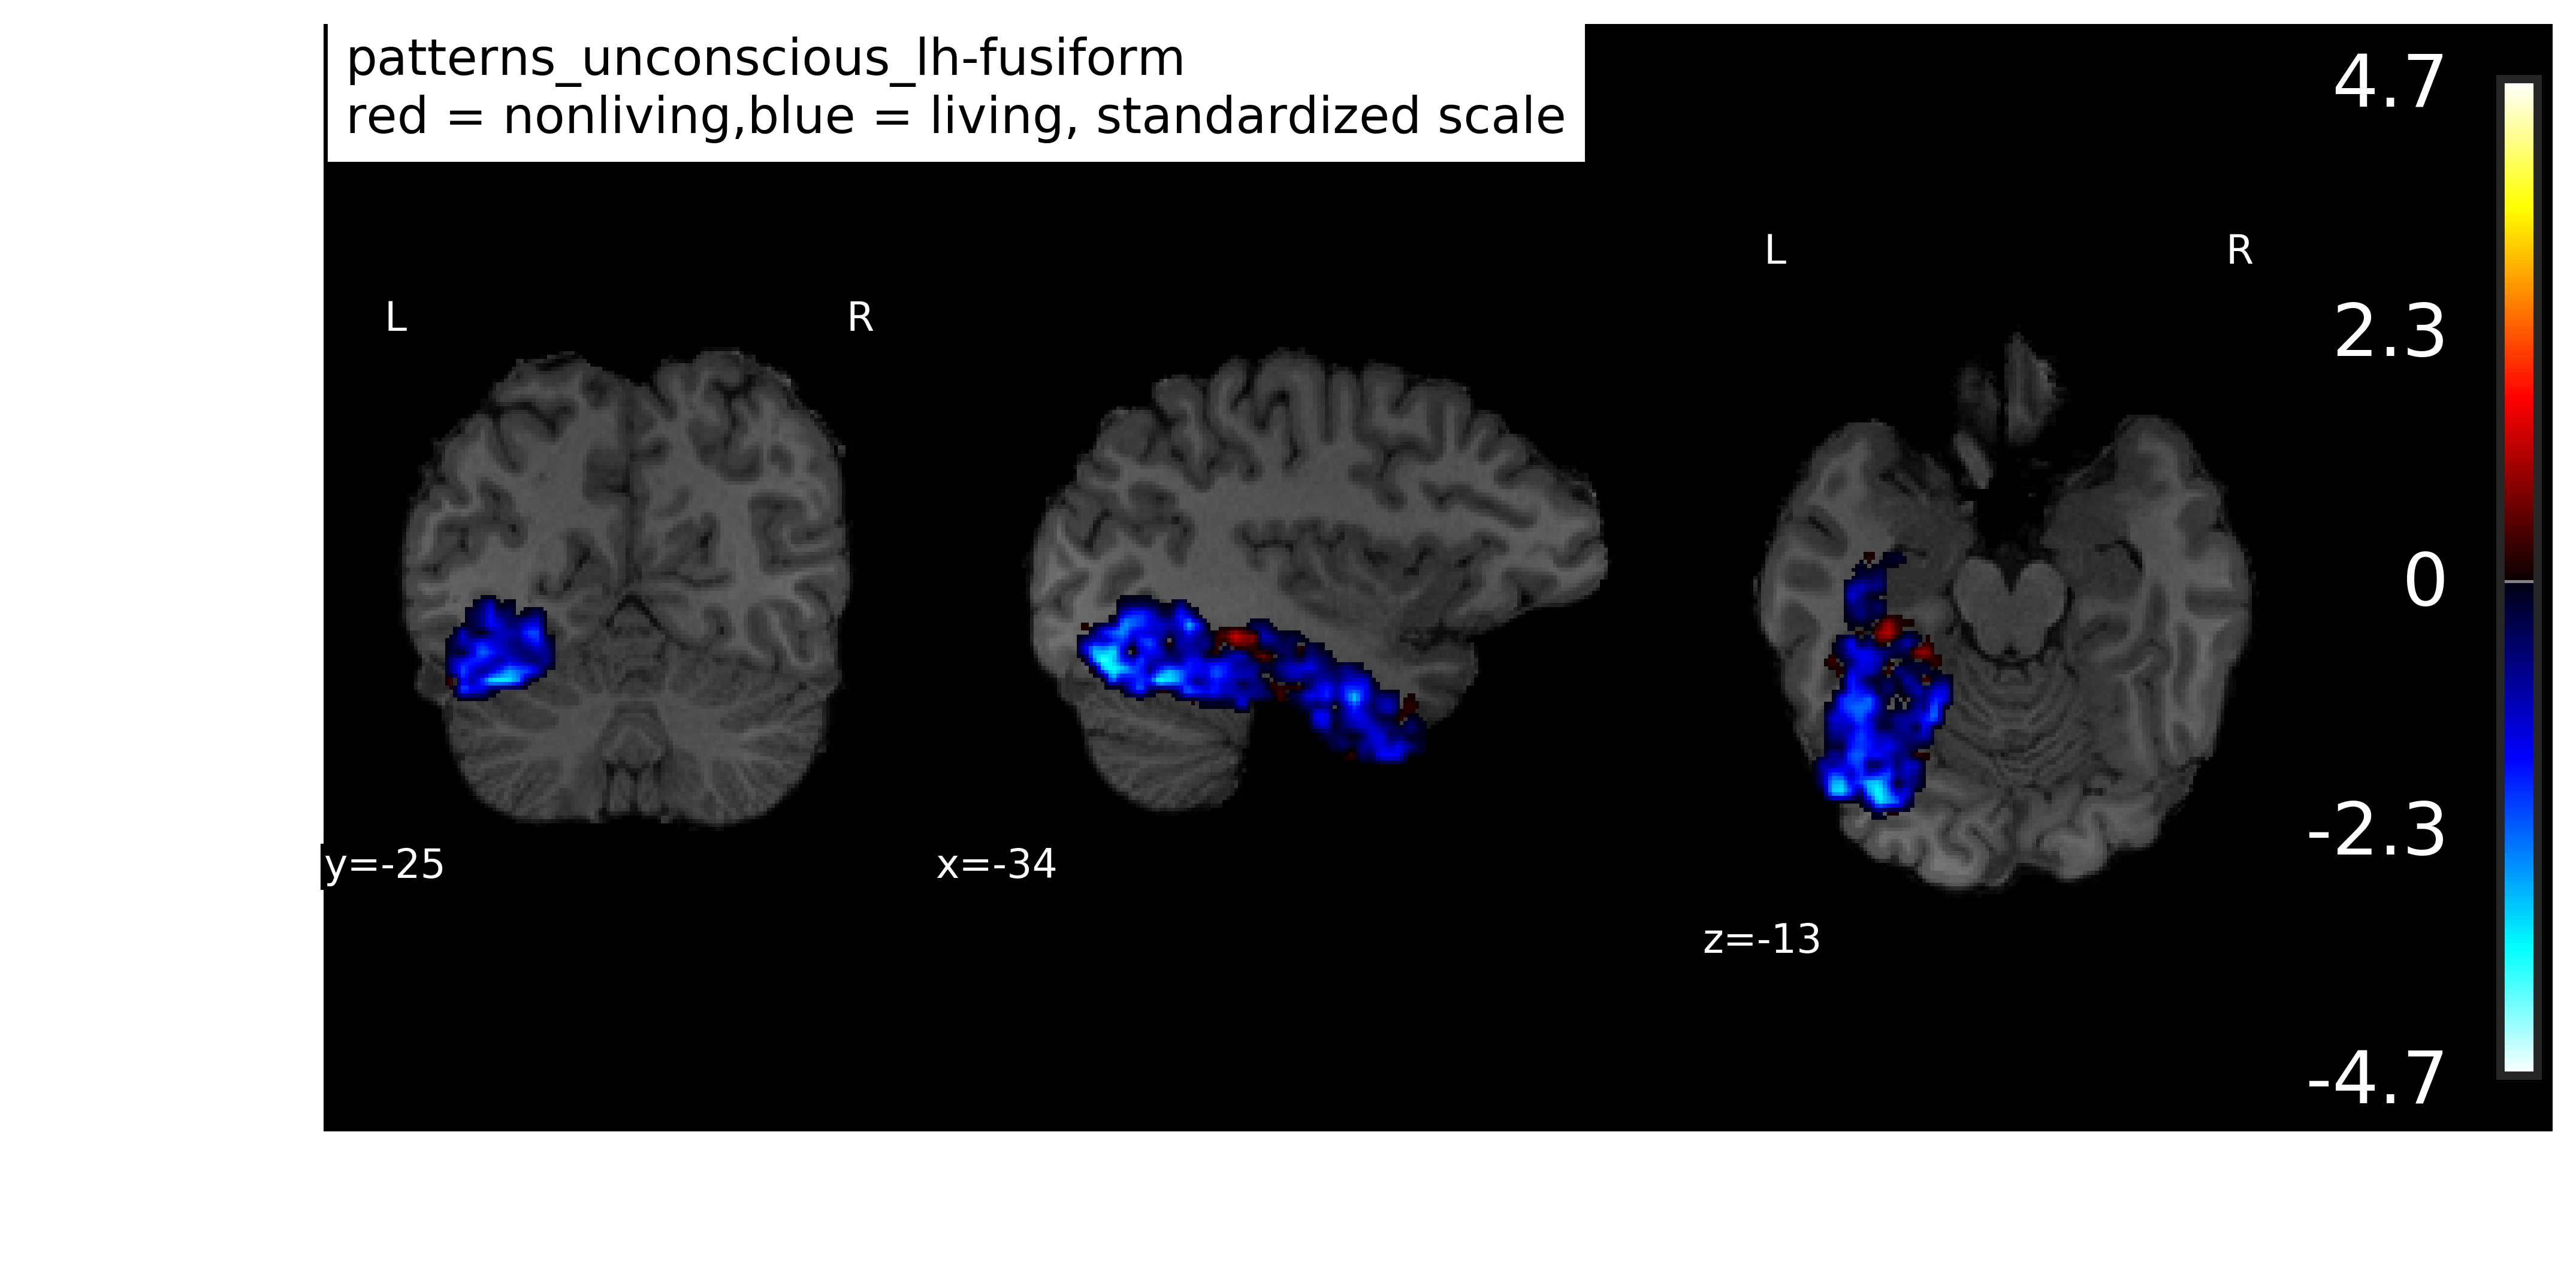 patterns_unconscious_lh-fusiform
red = nonliving,blue = living, standardized scale
L
R
y=-25
x=-34
L
R
z=-13
4.7
2.3
0
-2.3
-4.7